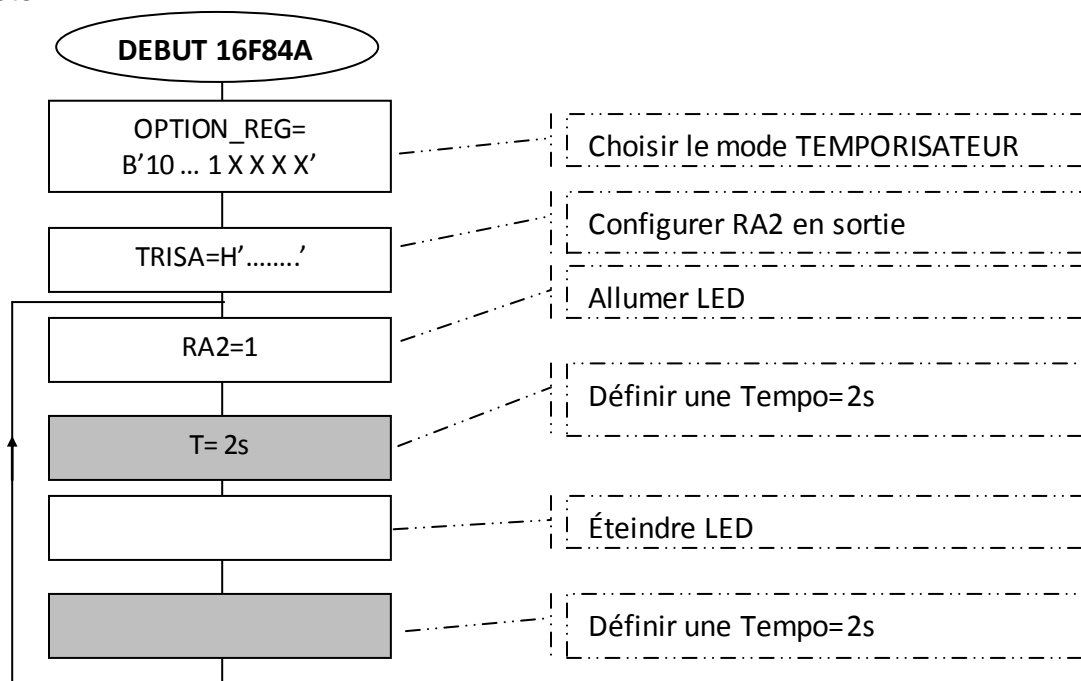 DEBUT 16F84A
OPTION_REG=
B’10 ... 1 X X X X’
Choisir le mode TEMPORISATEUR
TRISA=H’........’
Configurer RA2 en sortie
RA2=1
Allumer LED
T= 2s
Définir une Tempo=2s
Éteindre LED
Définir une Tempo=2s